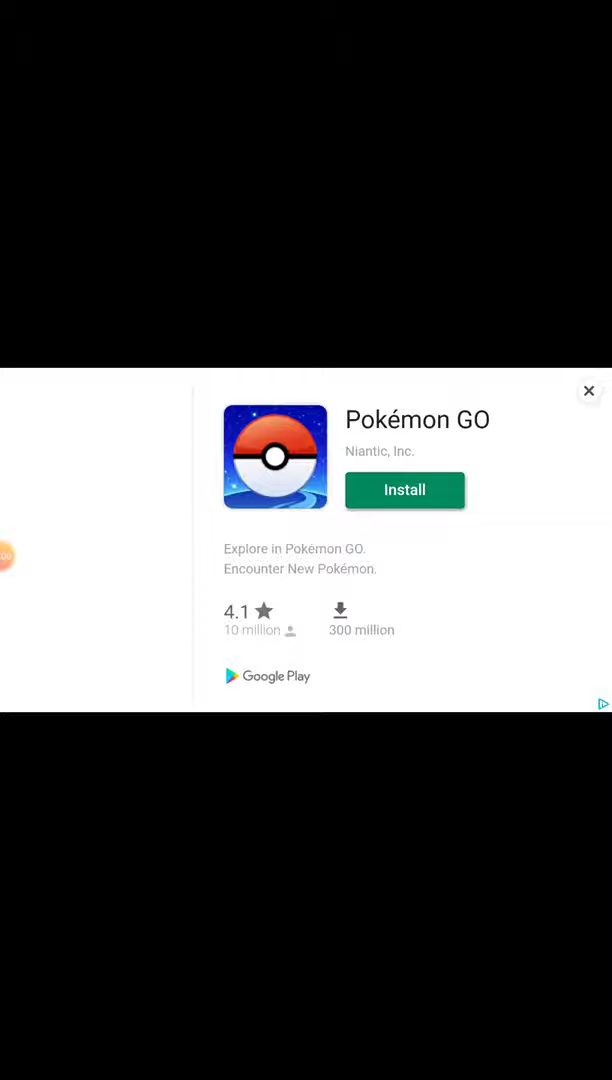 Pokémon GO
Niantic, Inc.
Install
Explore in Pokémon GO.
Encounter New Pokémon.
4.1
10 million
300 million
Google Play